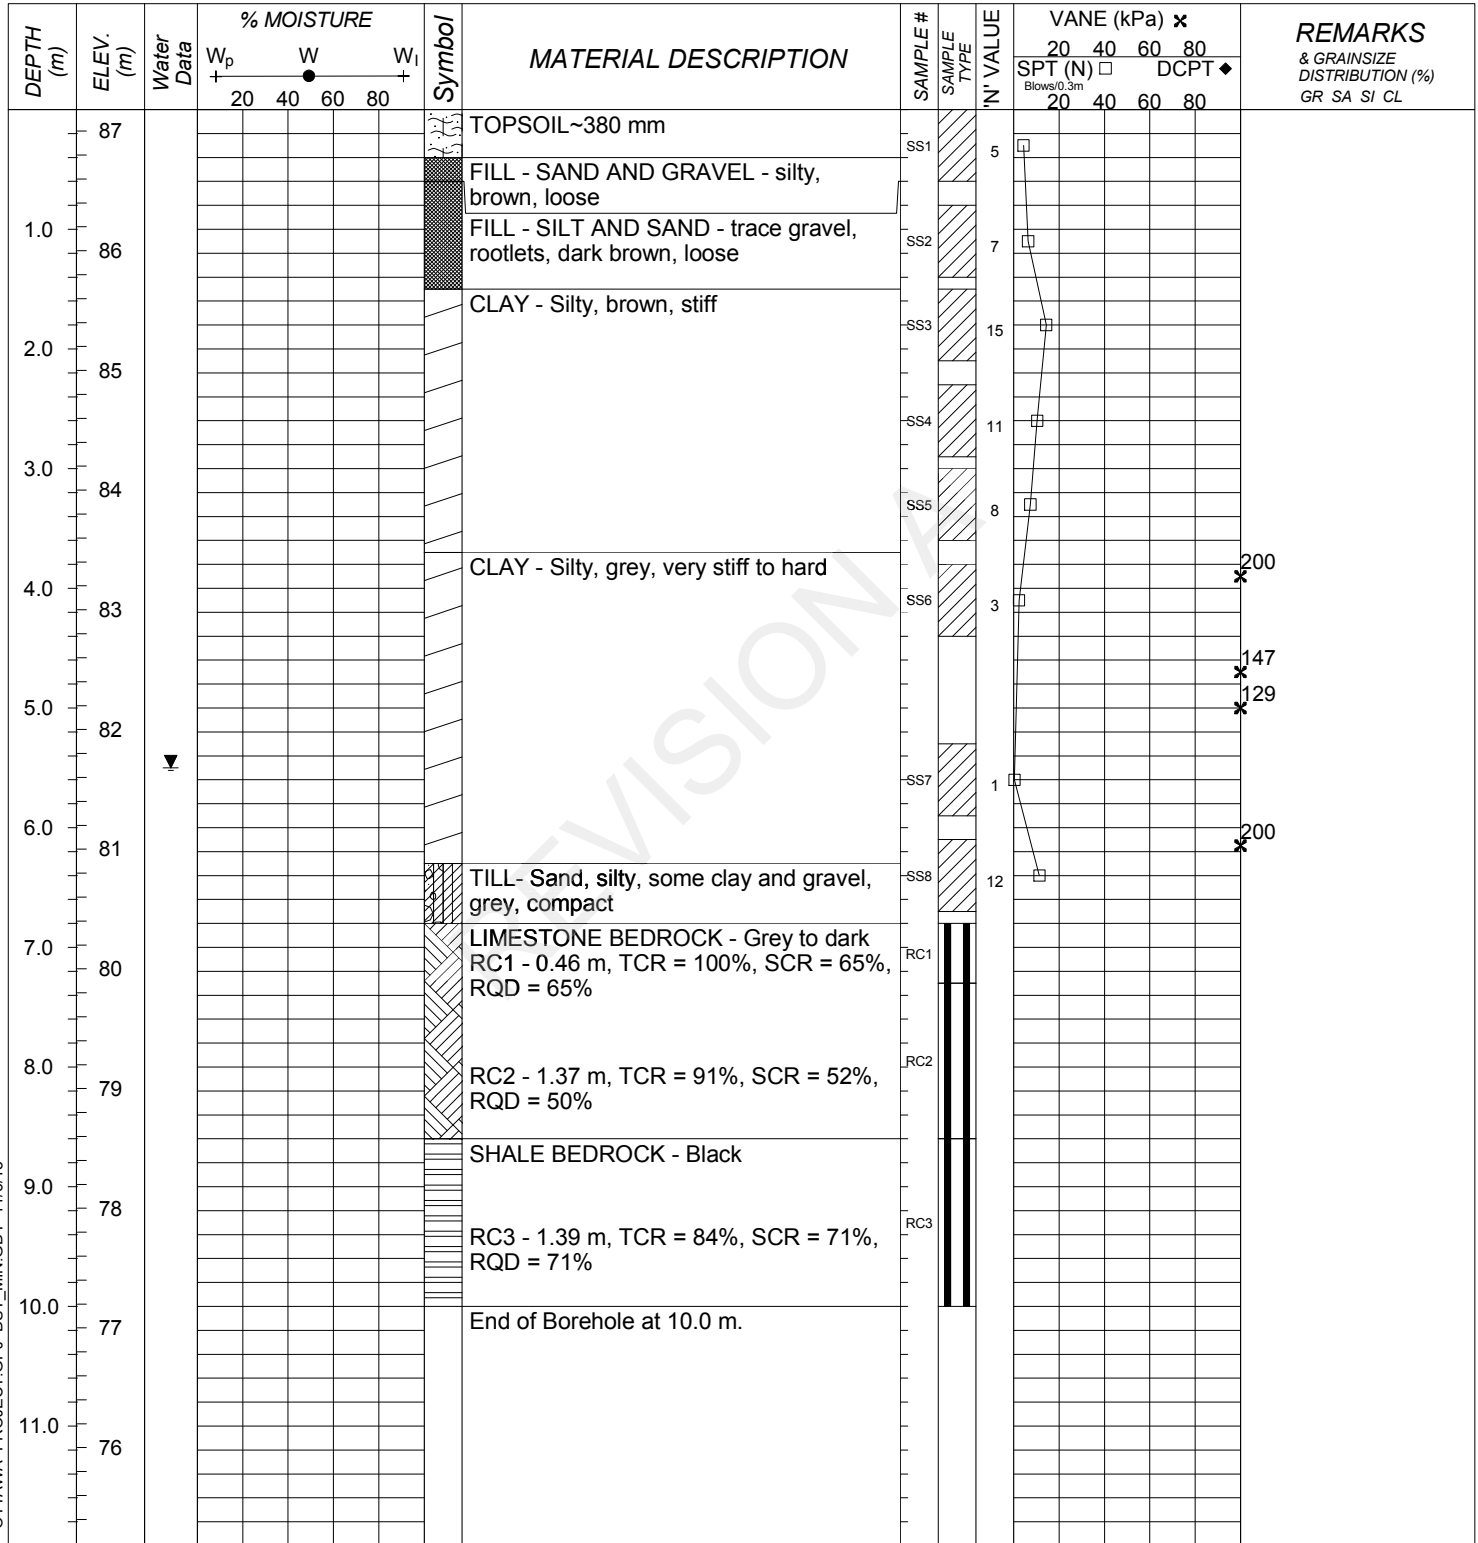 DEPTH (m)
ELEV. (m)
Water Data
% MOISTURE
Wp W Wl
20 40 60 80
Symbol
MATERIAL DESCRIPTION
SAMPLE #
SAMPLE TYPE
'N' VALUE
VANE (kPa)
20 40 60 80
SPT (N) DCPT
Blows/0.3m
20 40 60 80
REMARKS
& GRAINSIZE
DISTRIBUTION (%)
GR SA SI CL
87
TOPSOIL~380 mm
SS1
5
FILL - SAND AND GRAVEL - silty,
brown, loose
1.0
86
FILL - SILT AND SAND - trace gravel,
rootlets, dark brown, loose
SS2
7
CLAY - Silty, brown, stiff
SS3
15
2.0
85
SS4
11
3.0
84
SS5
8
CLAY - Silty, grey, very stiff to hard
200
4.0
83
SS6
3
147
129
5.0
82
SS7
1
6.0
81
200
TILL- Sand, silty, some clay and gravel,
grey, compact
SS8
12
7.0
80
LIMESTONE BEDROCK - Grey to dark
RC1 - 0.46 m, TCR = 100%, SCR = 65%,
RQD = 65%
RC1
8.0
79
RC2 - 1.37 m, TCR = 91%, SCR = 52%,
RQD = 50%
RC2
SHALE BEDROCK - Black
9.0
78
RC3 - 1.39 m, TCR = 84%, SCR = 71%,
RQD = 71%
RC3
10.0
77
End of Borehole at 10.0 m.
11.0
76
REVISION A